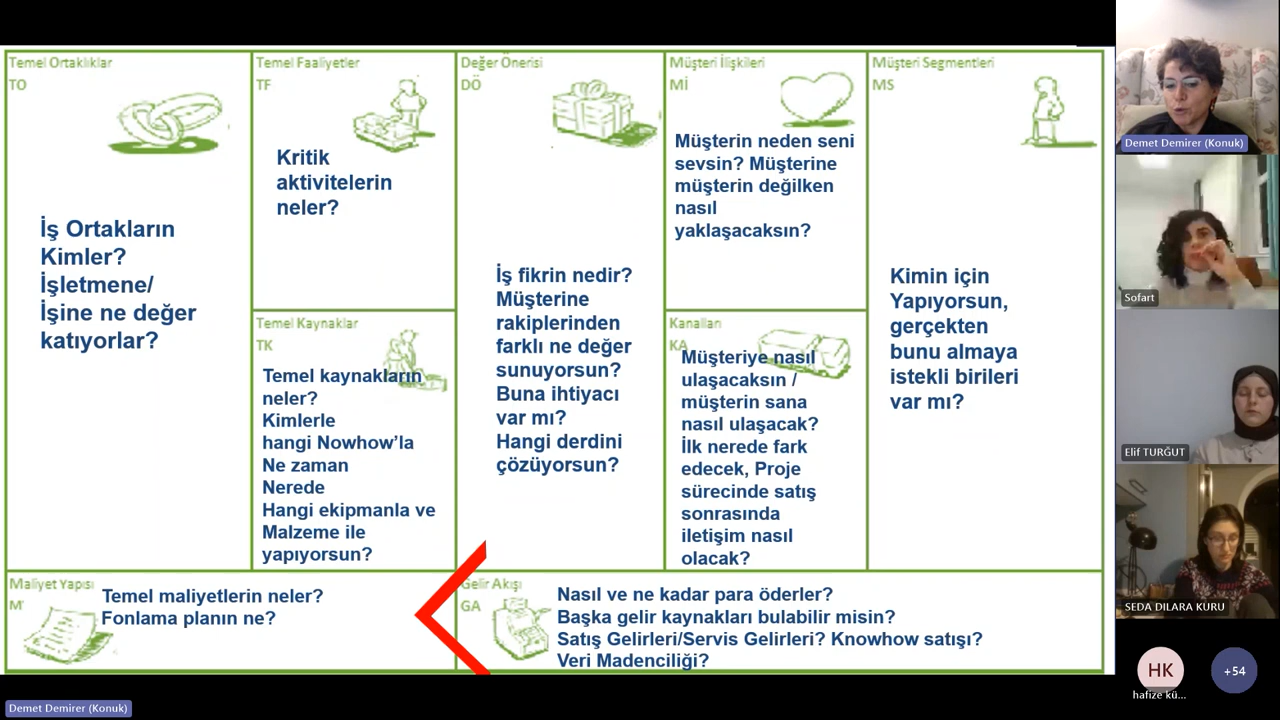 Temel Ortaklıklar
TO
İş Ortakların
Kimler?
İşletmene/
İşine ne değer
katıyorlar?
Temel Faaliyetler
TF
Kritik
aktivitelerin
neler?
Temel Kaynaklar
TK
Temel kaynakların
neler?
Kimlerle
hangi Nowhow’la
Ne zaman
Nerede
Hangi ekipmanla ve
Malzeme ile
yapıyorsun?
Değer Önerisi
DÖ
İş fikrin nedir?
Müşterine
rakiplerinden
farklı ne değer
sunuyorsun?
Buna ihtiyacı
var mı?
Hangi derdini
çözüyorsun?
Müşteri İlişkileri
Mİ
Müşterin neden seni
sevsin? Müşterine
müşterin değilken
nasıl
yaklaşacaksın?
Kanalları
KA
Müşteriye nasıl
ulaşacaksın /
müşterin sana
nasıl ulaşacak?
İlk nerede fark
edecek, Proje
sürecinde satış
sonrasında
iletişim nasıl
olacak?
Müşteri Segmentleri
MS
Kimin için
Yapıyorsun,
gerçekten
bunu almaya
istekli birileri
var mı?
Maliyet Yapısı
Temel maliyetlerin neler?
Fonlama planın ne?
Gelir Akışı
GA
Nasıl ve ne kadar para öderler?
Başka gelir kaynakları bulabilir misin?
Satış Gelirleri/Servis Gelirleri? Knowhow satışı?
Veri Madenciliği?
Demet Demirer (Konuk)
Demet Demirer (Konuk)
Sofart
Elif TURĞUT
SEDA DILARA KURU
HK
hafize kü...
+54